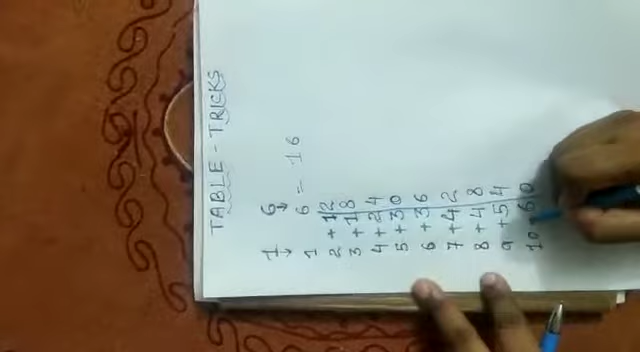 TABLE - TRICKS
1 6
1 6 = 16
2 + 12
3 + 18
4 + 24
5 + 30
6 + 36
7 + 42
8 + 48
9 + 54
10 60